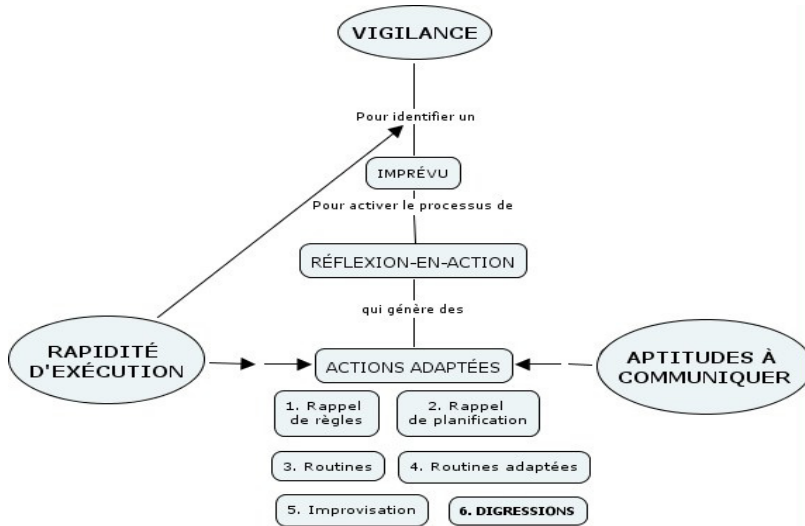 VIGILANCE
Pour identifier un
IMPRÉVU
Pour activer le processus de
RÉFLEXION-EN-ACTION
qui génère des
RAPIDITÉ
D'EXÉCUTION
ACTIONS ADAPTÉES
APTITUDES À
COMMUNIQUER
1. Rappel
de règles
2. Rappel
de planification
3. Routines
4. Routines adaptées
5. Improvisation
6. DIGRESSIONS